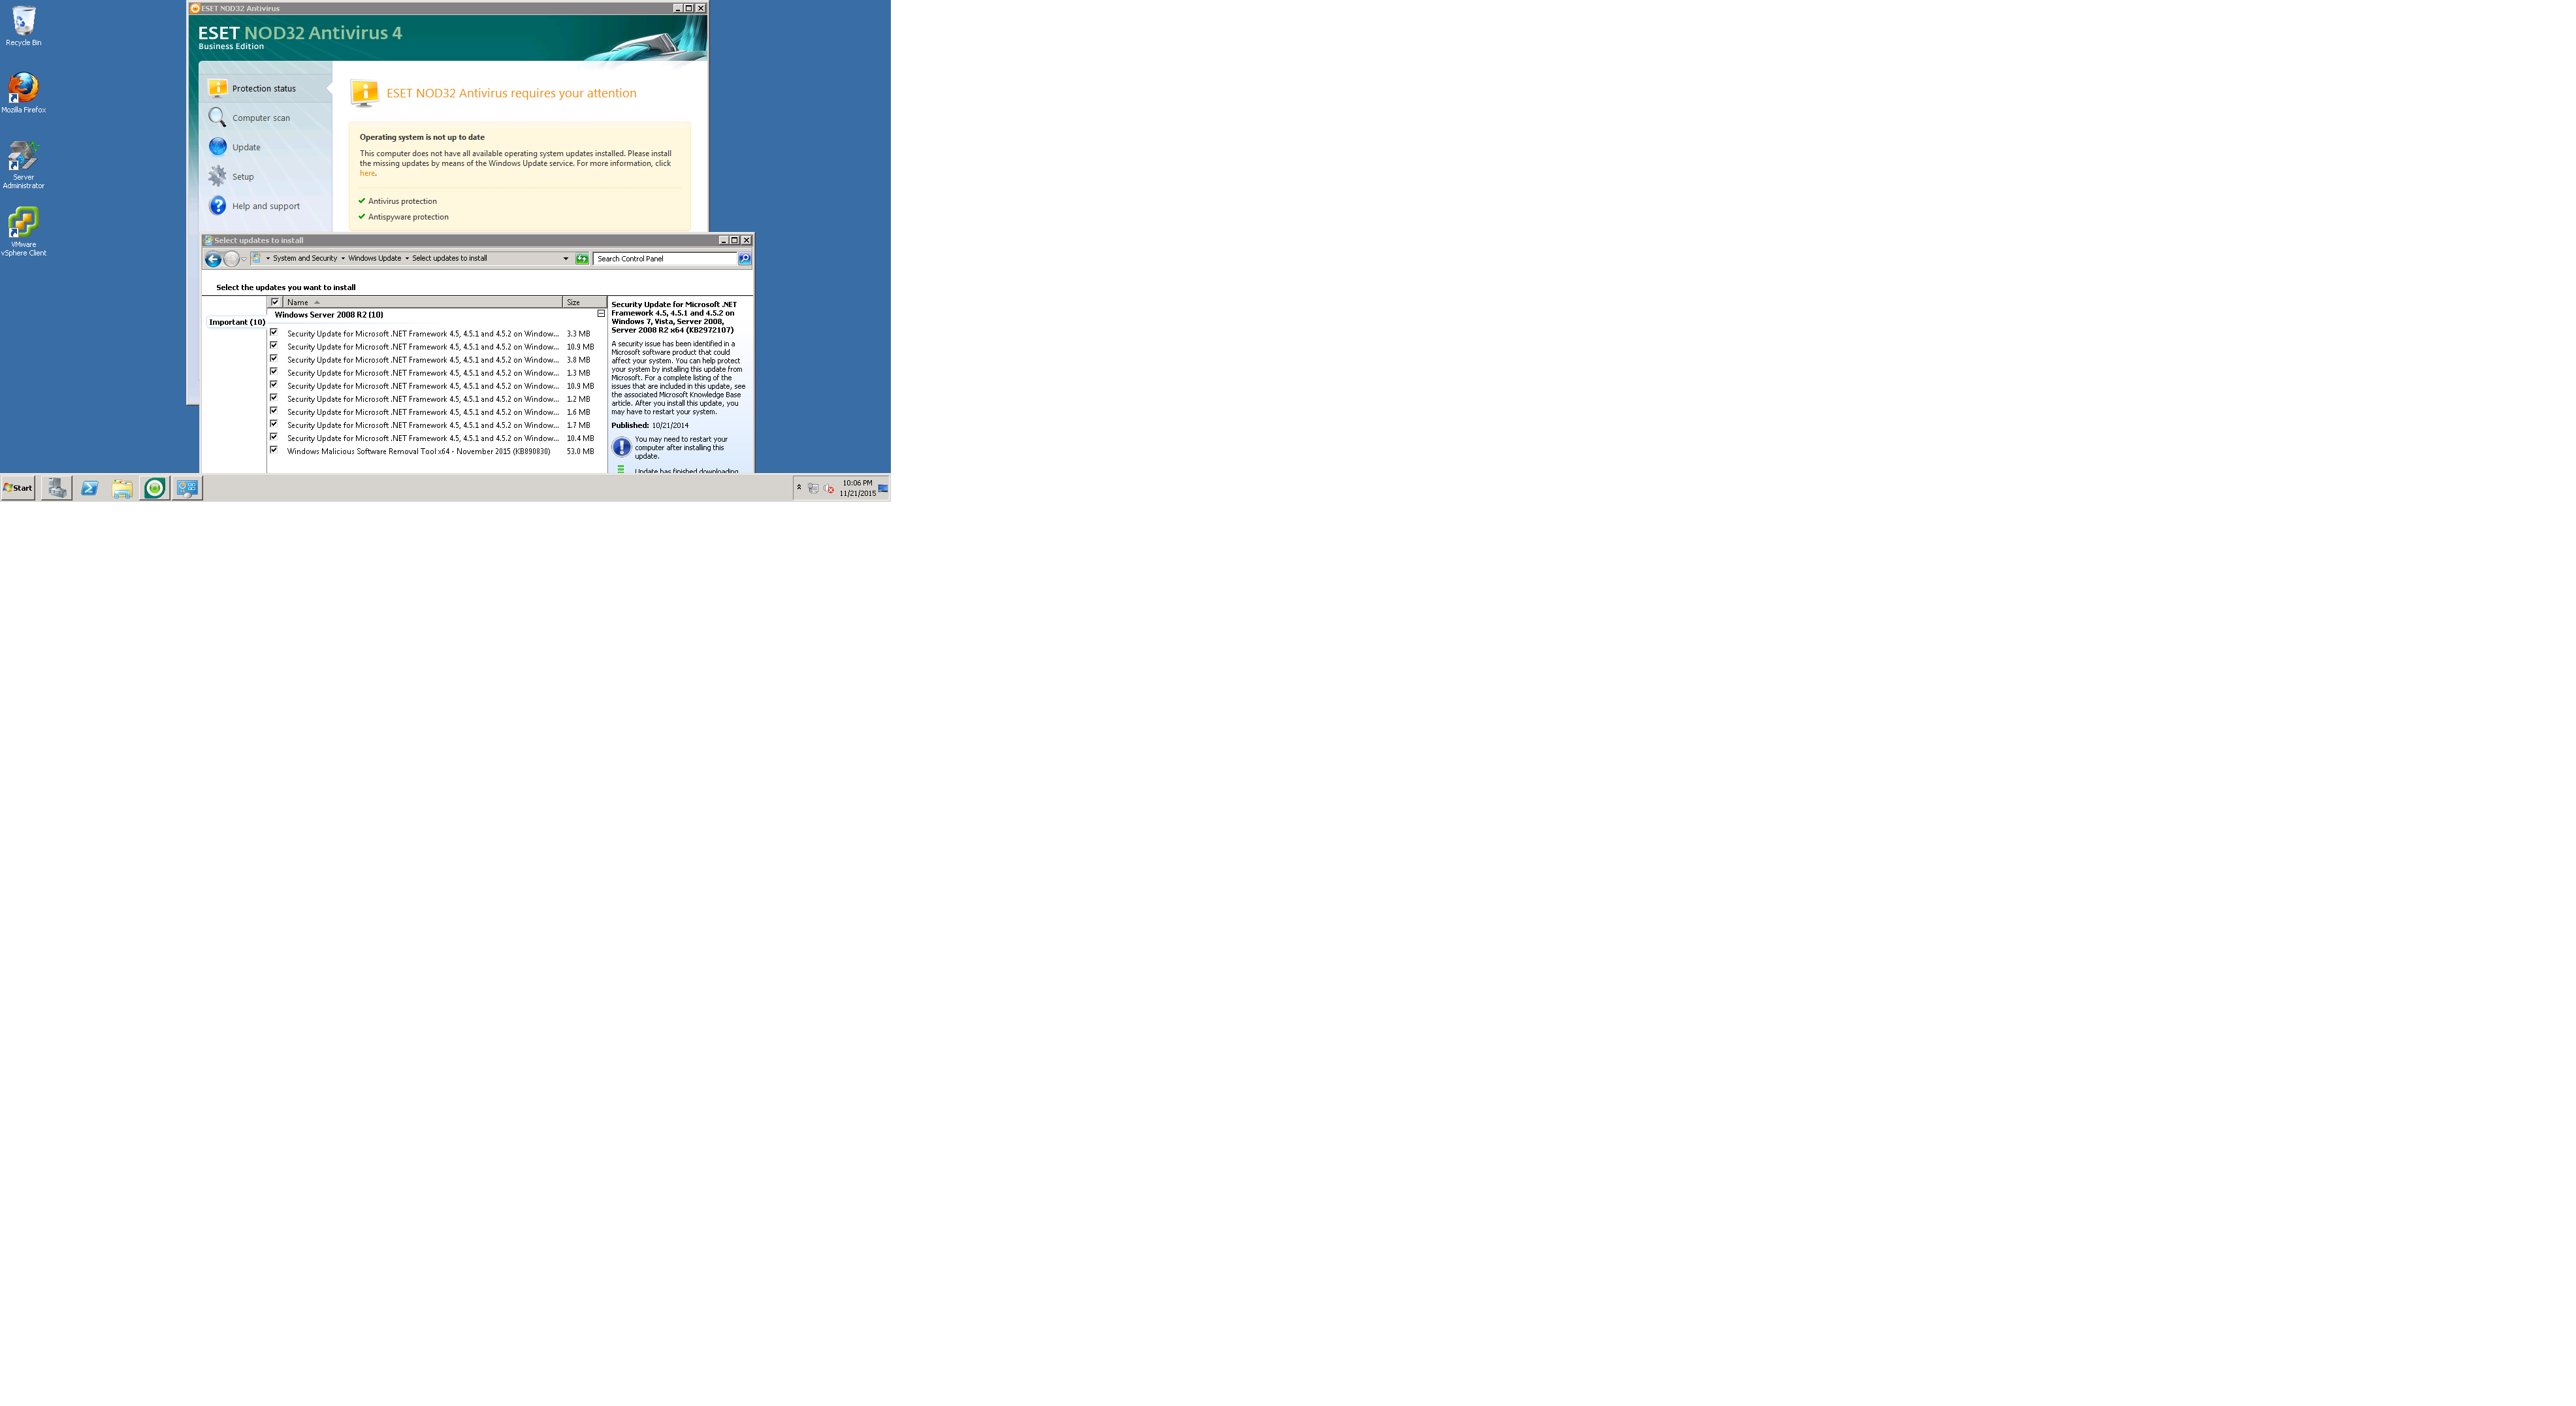 Recycle Bin
Mozilla Firefox
Server
Administrator
VMware
vSphere Client
ESET NOD32 Antivirus
ESET NOD32 Antivirus 4
Business Edition
Protection status
Computer scan
Update
Setup
Help and support
ESET NOD32 Antivirus requires your attention
Operating system is not up to date
This computer does not have all available operating system updates installed. Please install
the missing updates by means of the Windows Update service. For more information, click
here.
Antivirus protection
Antispyware protection
Select updates to install
System and Security Windows Update Select updates to install
Search Control Panel
Select the updates you want to install
Name Size
Important (10)
Windows Server 2008 R2 (10)
Security Update for Microsoft .NET Framework 4.5, 4.5.1 and 4.5.2 on Window... 3.3 MB
Security Update for Microsoft .NET Framework 4.5, 4.5.1 and 4.5.2 on Window... 10.9 MB
Security Update for Microsoft .NET Framework 4.5, 4.5.1 and 4.5.2 on Window... 3.8 MB
Security Update for Microsoft .NET Framework 4.5, 4.5.1 and 4.5.2 on Window... 1.3 MB
Security Update for Microsoft .NET Framework 4.5, 4.5.1 and 4.5.2 on Window... 10.9 MB
Security Update for Microsoft .NET Framework 4.5, 4.5.1 and 4.5.2 on Window... 1.2 MB
Security Update for Microsoft .NET Framework 4.5, 4.5.1 and 4.5.2 on Window... 1.6 MB
Security Update for Microsoft .NET Framework 4.5, 4.5.1 and 4.5.2 on Window... 1.7 MB
Security Update for Microsoft .NET Framework 4.5, 4.5.1 and 4.5.2 on Window... 10.4 MB
Windows Malicious Software Removal Tool x64 - November 2015 (KB890830) 53.0 MB
Security Update for Microsoft .NET
Framework 4.5, 4.5.1 and 4.5.2 on
Windows 7, Vista, Server 2008,
Server 2008 R2 x64 (KB2972107)
A security issue has been identified in a
Microsoft software product that could
affect your system. You can help protect
your system by installing this update from
Microsoft. For a complete listing of the
issues that are included in this update, see
the associated Microsoft Knowledge Base
article. After you install this update, you
may have to restart your system.
Published: 10/21/2014
You may need to restart your
computer after installing this
update.
Update has finished downloading
Start
10:06 PM
11/21/2015